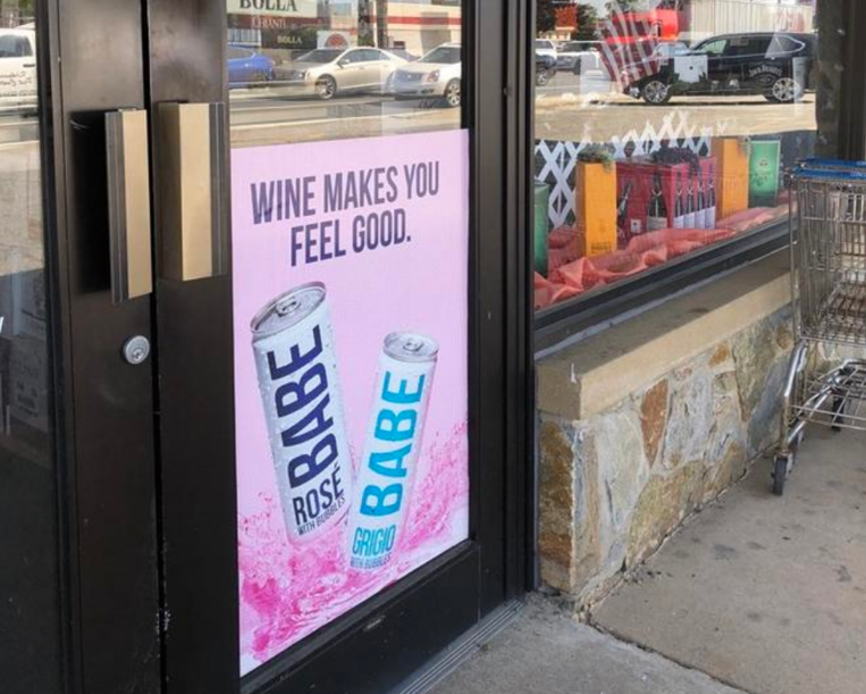 BOLLA
CHIANTI
BOLLA
WINE MAKES YOU
FEEL GOOD.
BABE
ROSÉ
WITH BUBBLES
BABE
GRIGIO
WITH BUBBLES